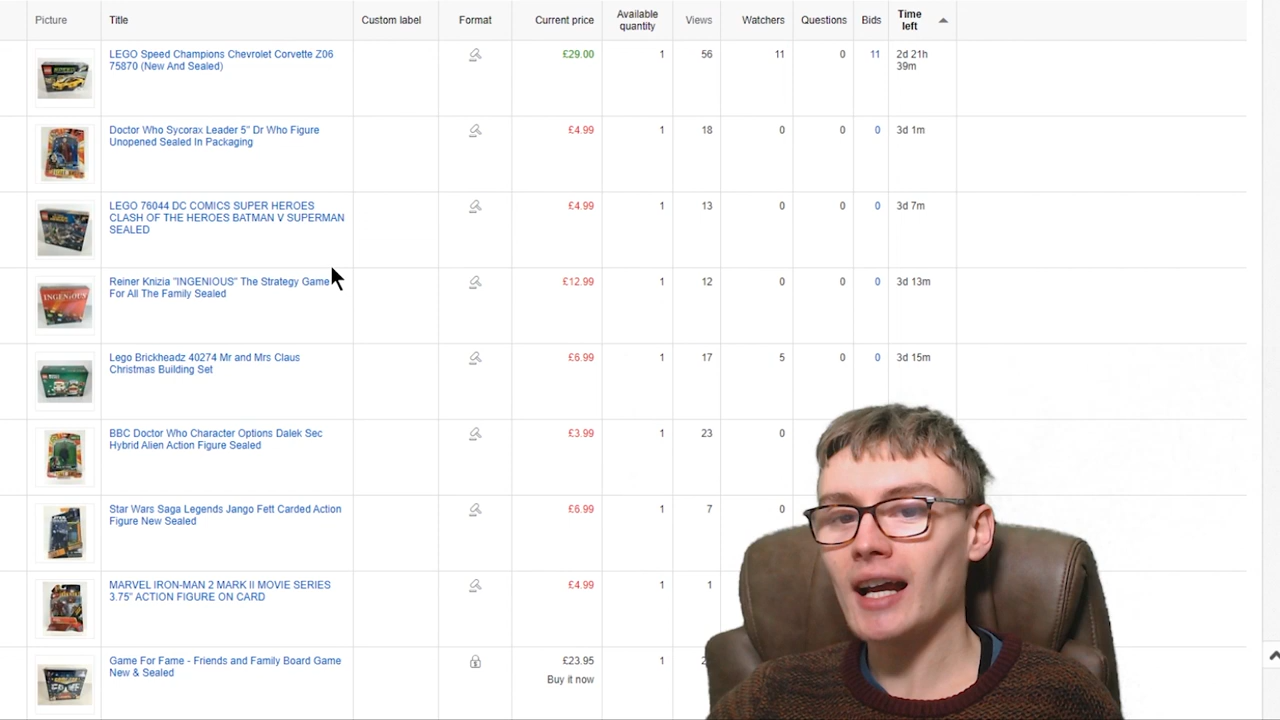 Picture Title Custom label Format Current price Available quantity Views Watchers Questions Bids Time left
LEGO Speed Champions Chevrolet Corvette Z06 £29.00 1 56 11 0 11 2d 21h
75870 (New And Sealed) 39m
Doctor Who Sycorax Leader 5" Dr Who Figure £4.99 1 18 0 0 0 3d 1m
Unopened Sealed In Packaging
LEGO 76044 DC COMICS SUPER HEROES £4.99 1 13 0 0 0 3d 7m
CLASH OF THE HEROES BATMAN V SUPERMAN
SEALED
Reiner Knizia "INGENIOUS" The Strategy Game £12.99 1 12 0 0 0 3d 13m
For All The Family Sealed
INGENIOUS
Lego Brickheadz 40274 Mr and Mrs Claus £6.99 1 17 5 0 0 3d 15m
Christmas Building Set
BBC Doctor Who Character Options Dalek Sec £3.99 1 23 0
Hybrid Alien Action Figure Sealed
Star Wars Saga Legends Jango Fett Carded Action £6.99 1 7 0
Figure New Sealed
MARVEL IRON-MAN 2 MARK II MOVIE SERIES £4.99 1 1
3.75" ACTION FIGURE ON CARD
Game For Fame - Friends and Family Board Game £23.95 1
New & Sealed Buy it now